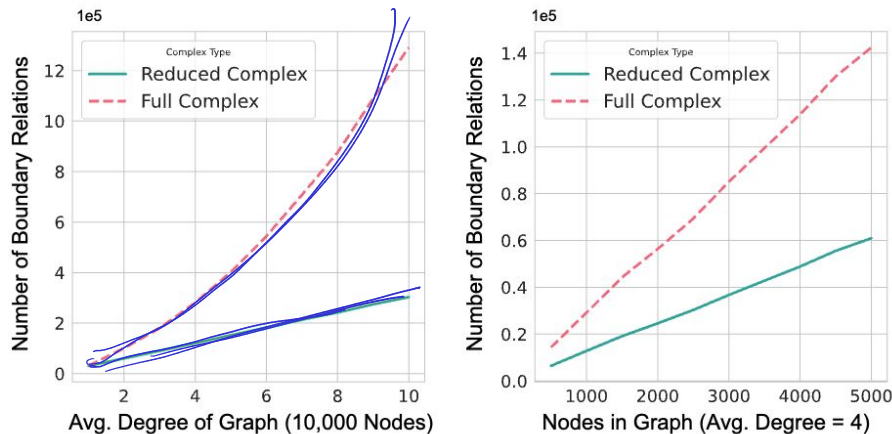 1e5
Number of Boundary Relations
12
10
8
6
4
2
0
Complex Type
Reduced Complex
Full Complex
2 4 6 8 10
Avg. Degree of Graph (10,000 Nodes)
1e5
Number of Boundary Relations
1.4
1.2
1.0
0.8
0.6
0.4
0.2
0.0
Complex Type
Reduced Complex
Full Complex
1000 2000 3000 4000 5000
Nodes in Graph (Avg. Degree = 4)